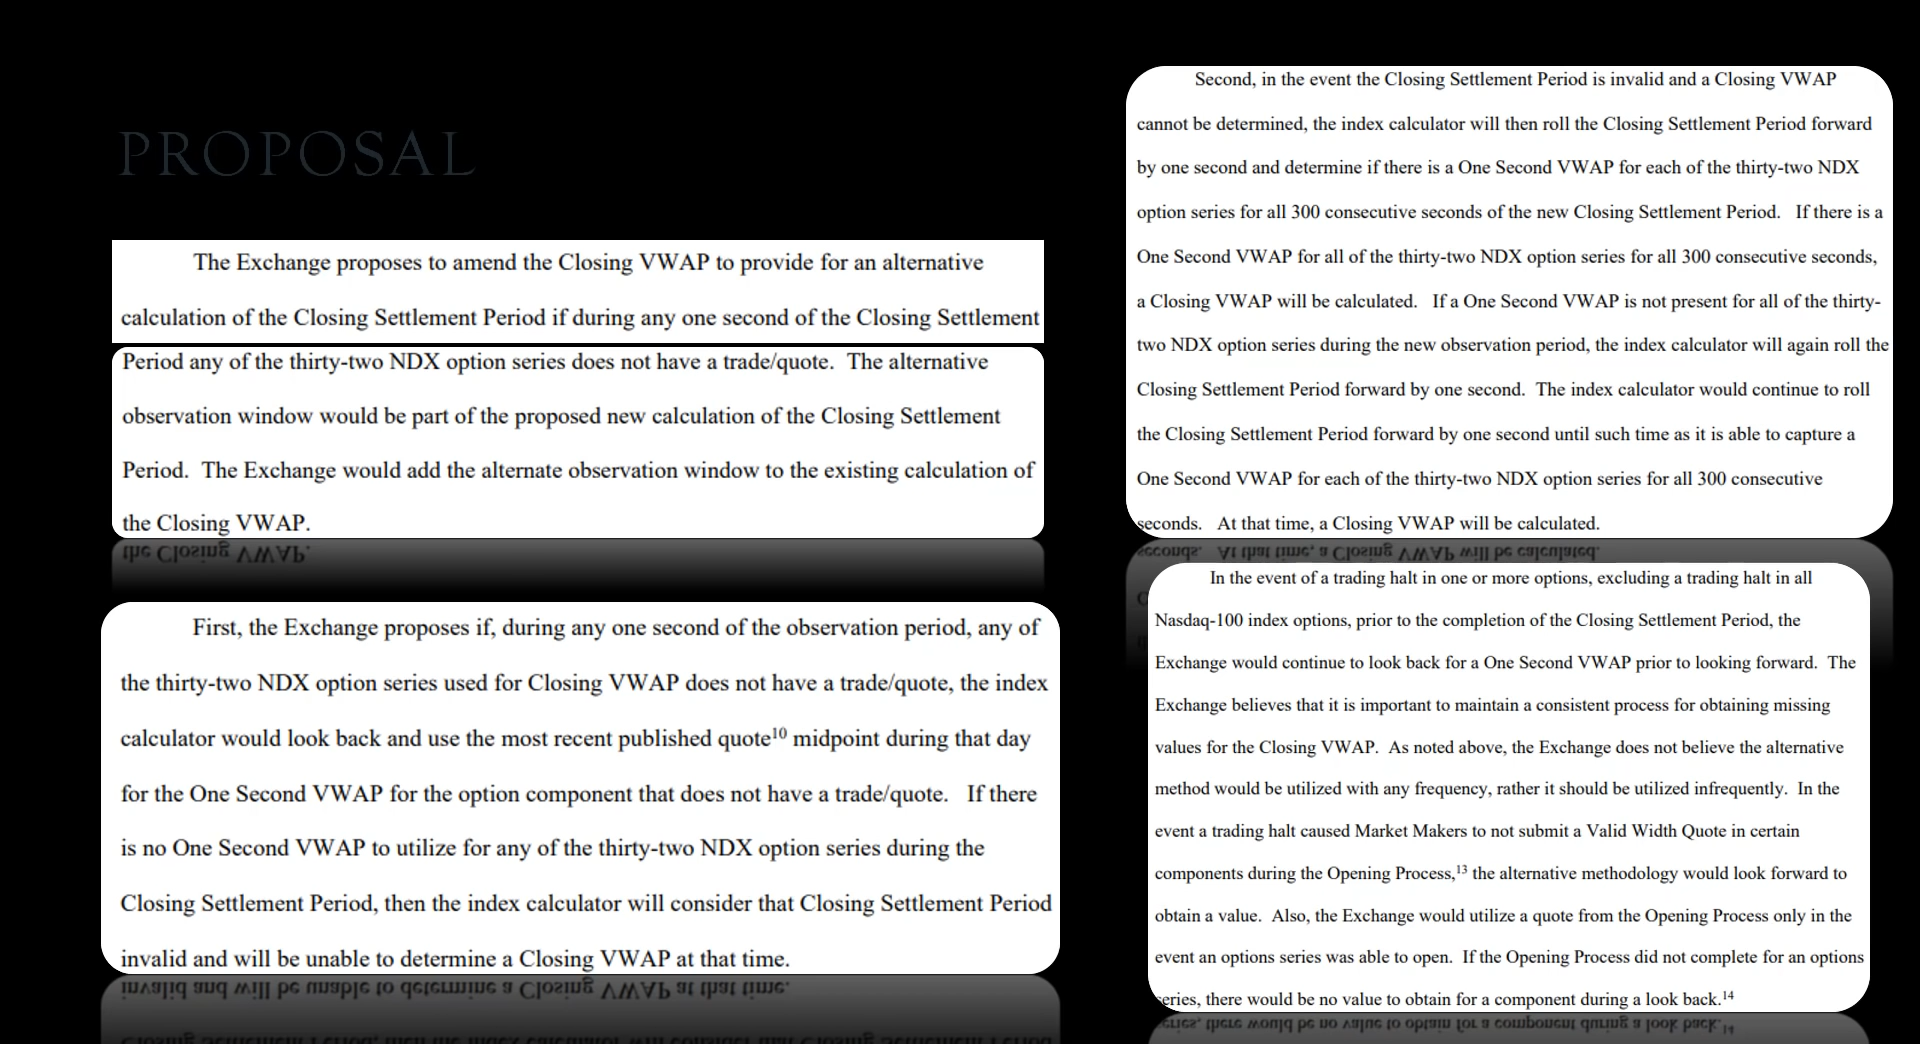 PROPOSAL
The Exchange proposes to amend the Closing VWAP to provide for an alternative
calculation of the Closing Settlement Period if during any one second of the Closing Settlement
Period any of the thirty-two NDX option series does not have a trade/quote. The alternative
observation window would be part of the proposed new calculation of the Closing Settlement
Period. The Exchange would add the alternate observation window to the existing calculation of
the Closing VWAP.
First, the Exchange proposes if, during any one second of the observation period, any of
the thirty-two NDX option series used for Closing VWAP does not have a trade/quote, the index
calculator would look back and use the most recent published quote¹⁰ midpoint during that day
for the One Second VWAP for the option component that does not have a trade/quote. If there
is no One Second VWAP to utilize for any of the thirty-two NDX option series during the
Closing Settlement Period, then the index calculator will consider that Closing Settlement Period
invalid and will be unable to determine a Closing VWAP at that time.
Second, in the event the Closing Settlement Period is invalid and a Closing VWAP
cannot be determined, the index calculator will then roll the Closing Settlement Period forward
by one second and determine if there is a One Second VWAP for each of the thirty-two NDX
option series for all 300 consecutive seconds of the new Closing Settlement Period. If there is a
One Second VWAP for all of the thirty-two NDX option series for all 300 consecutive seconds,
a Closing VWAP will be calculated. If a One Second VWAP is not present for all of the thirty-
two NDX option series during the new observation period, the index calculator will again roll the
Closing Settlement Period forward by one second. The index calculator would continue to roll
the Closing Settlement Period forward by one second until such time as it is able to capture a
One Second VWAP for each of the thirty-two NDX option series for all 300 consecutive
seconds. At that time, a Closing VWAP will be calculated.
In the event of a trading halt in one or more options, excluding a trading halt in all
Nasdaq-100 index options, prior to the completion of the Closing Settlement Period, the
Exchange would continue to look back for a One Second VWAP prior to looking forward. The
Exchange believes that it is important to maintain a consistent process for obtaining missing
values for the Closing VWAP. As noted above, the Exchange does not believe the alternative
method would be utilized with any frequency, rather it should be utilized infrequently. In the
event a trading halt caused Market Makers to not submit a Valid Width Quote in certain
components during the Opening Process,¹³ the alternative methodology would look forward to
obtain a value. Also, the Exchange would utilize a quote from the Opening Process only in the
event an options series was able to open. If the Opening Process did not complete for an options
series, there would be no value to obtain for a component during a look back.¹⁴